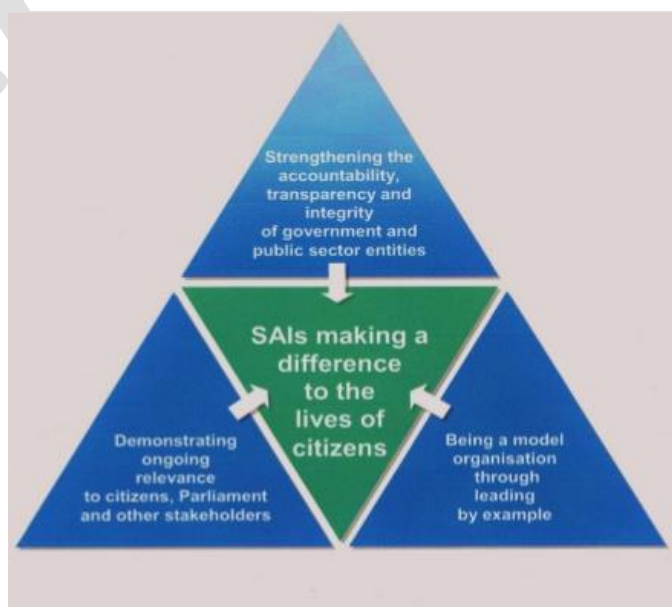 Strengthening the
accountability,
transparency and
integrity
of government and
public sector entities
SAIs making a
difference
to the
lives of
citizens
Demonstrating
ongoing
relevance
to citizens, Parliament
and other stakeholders
Being a model
organisation
through
leading
by example